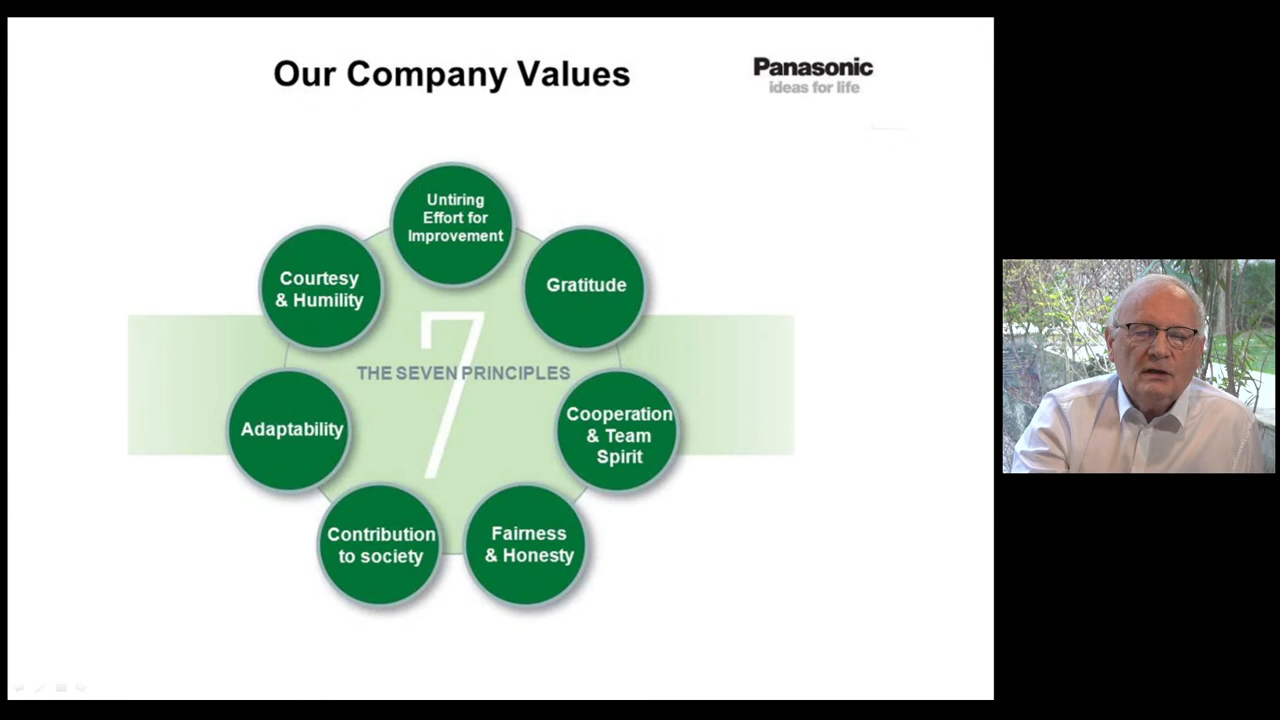 Our Company Values
Panasonic
ideas for life
Untiring
Effort for
Improvement
Courtesy
& Humility
Gratitude
7
THE SEVEN PRINCIPLES
Adaptability
Cooperation
& Team
Spirit
Contribution
to society
Fairness
& Honesty